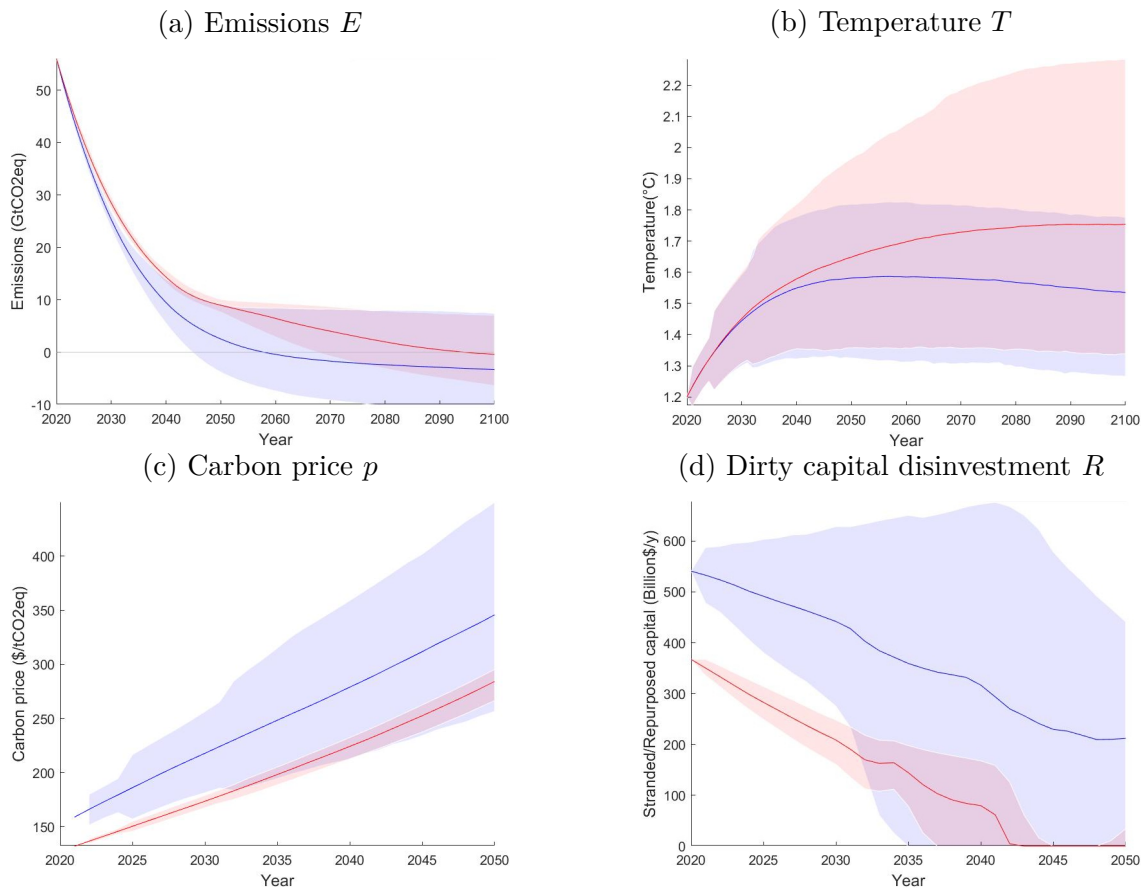 (a) Emissions E
(b) Temperature T
Emissions (GtCO2eq)
50
40
30
20
10
0
-10
2020 2030 2040 2050 2060 2070 2080 2090 2100
Year
Temperature(°C)
2.2
2.1
2
1.9
1.8
1.7
1.6
1.5
1.4
1.3
1.2
2020 2030 2040 2050 2060 2070 2080 2090 2100
Year
(c) Carbon price p
(d) Dirty capital disinvestment R
Carbon price ($/tCO2eq)
400
350
300
250
200
150
2020 2025 2030 2035 2040 2045 2050
Year
Stranded/Repurposed capital (Billion$/y)
600
500
400
300
200
100
0
2020 2025 2030 2035 2040 2045 2050
Year